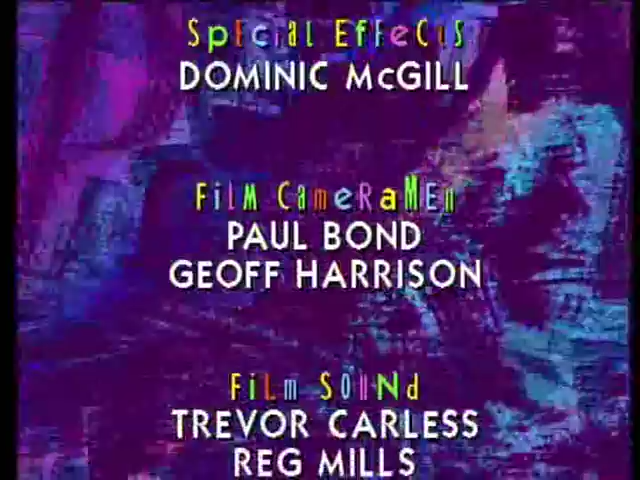 SpEciaL EFFeCts
DOMINIC McGILL
FiLM CameRaMEn
PAUL BOND
GEOFF HARRISON
FiLm SOUNd
TREVOR CARLESS
REG MILLS